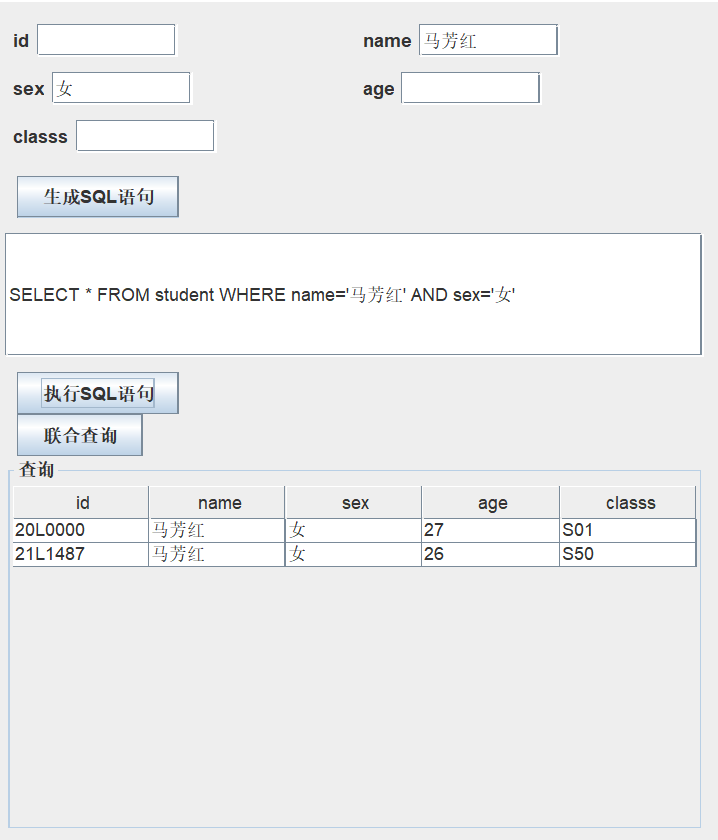 id name 马芳红
sex 女 age
classs
生成SQL语句
SELECT * FROM student WHERE name='马芳红' AND sex='女'
执行SQL语句
联合查询
查询
id name sex age classs
20L0000 马芳红 女 27 S01
21L1487 马芳红 女 26 S50